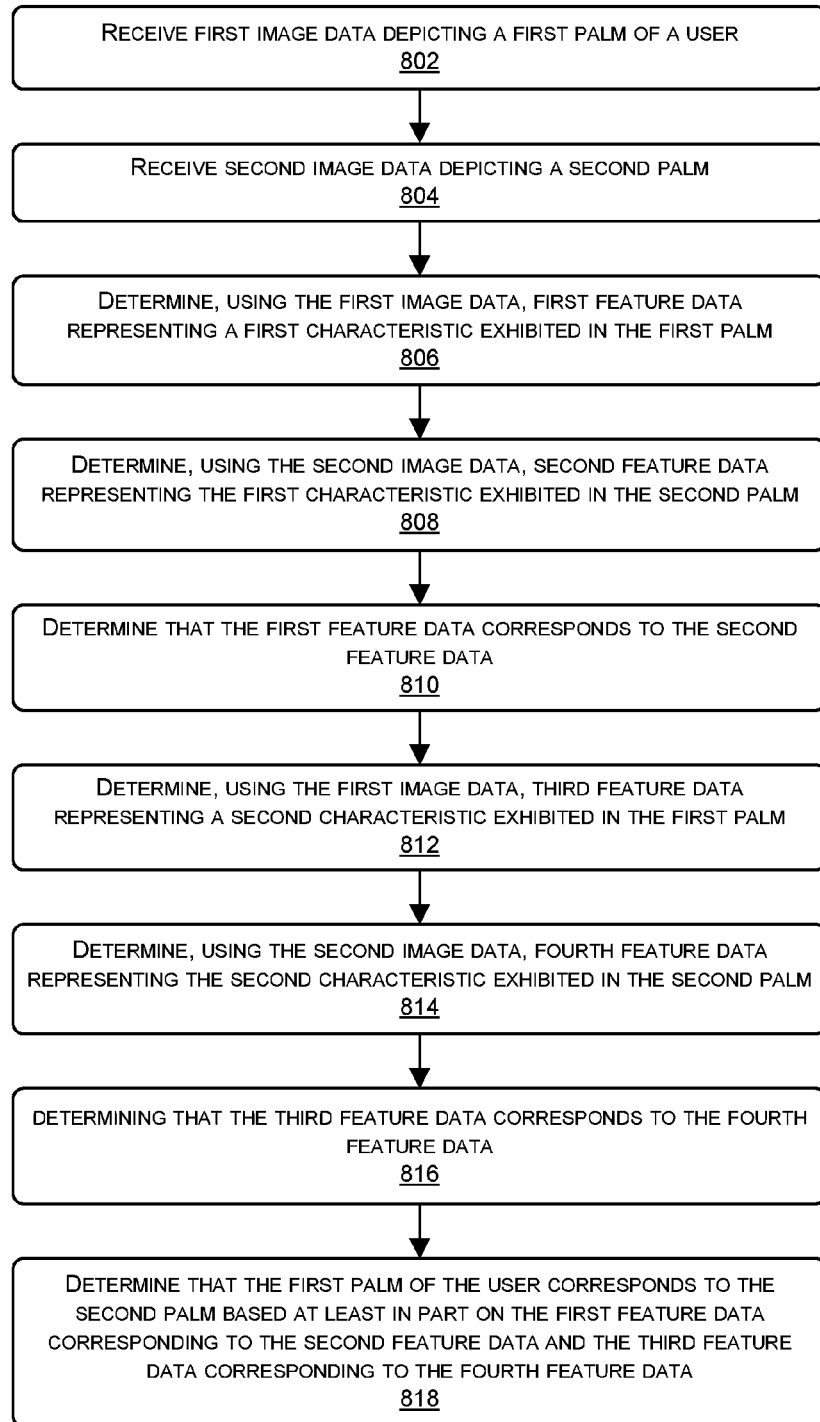 RECEIVE FIRST IMAGE DATA DEPICTING A FIRST PALM OF A USER
802
RECEIVE SECOND IMAGE DATA DEPICTING A SECOND PALM
804
DETERMINE, USING THE FIRST IMAGE DATA, FIRST FEATURE DATA
REPRESENTING A FIRST CHARACTERISTIC EXHIBITED IN THE FIRST PALM
806
DETERMINE, USING THE SECOND IMAGE DATA, SECOND FEATURE DATA
REPRESENTING THE FIRST CHARACTERISTIC EXHIBITED IN THE SECOND PALM
808
DETERMINE THAT THE FIRST FEATURE DATA CORRESPONDS TO THE SECOND
FEATURE DATA
810
DETERMINE, USING THE FIRST IMAGE DATA, THIRD FEATURE DATA
REPRESENTING A SECOND CHARACTERISTIC EXHIBITED IN THE FIRST PALM
812
DETERMINE, USING THE SECOND IMAGE DATA, FOURTH FEATURE DATA
REPRESENTING THE SECOND CHARACTERISTIC EXHIBITED IN THE SECOND PALM
814
DETERMINING THAT THE THIRD FEATURE DATA CORRESPONDS TO THE FOURTH
FEATURE DATA
816
DETERMINE THAT THE FIRST PALM OF THE USER CORRESPONDS TO THE
SECOND PALM BASED AT LEAST IN PART ON THE FIRST FEATURE DATA
CORRESPONDING TO THE SECOND FEATURE DATA AND THE THIRD FEATURE
DATA CORRESPONDING TO THE FOURTH FEATURE DATA
818